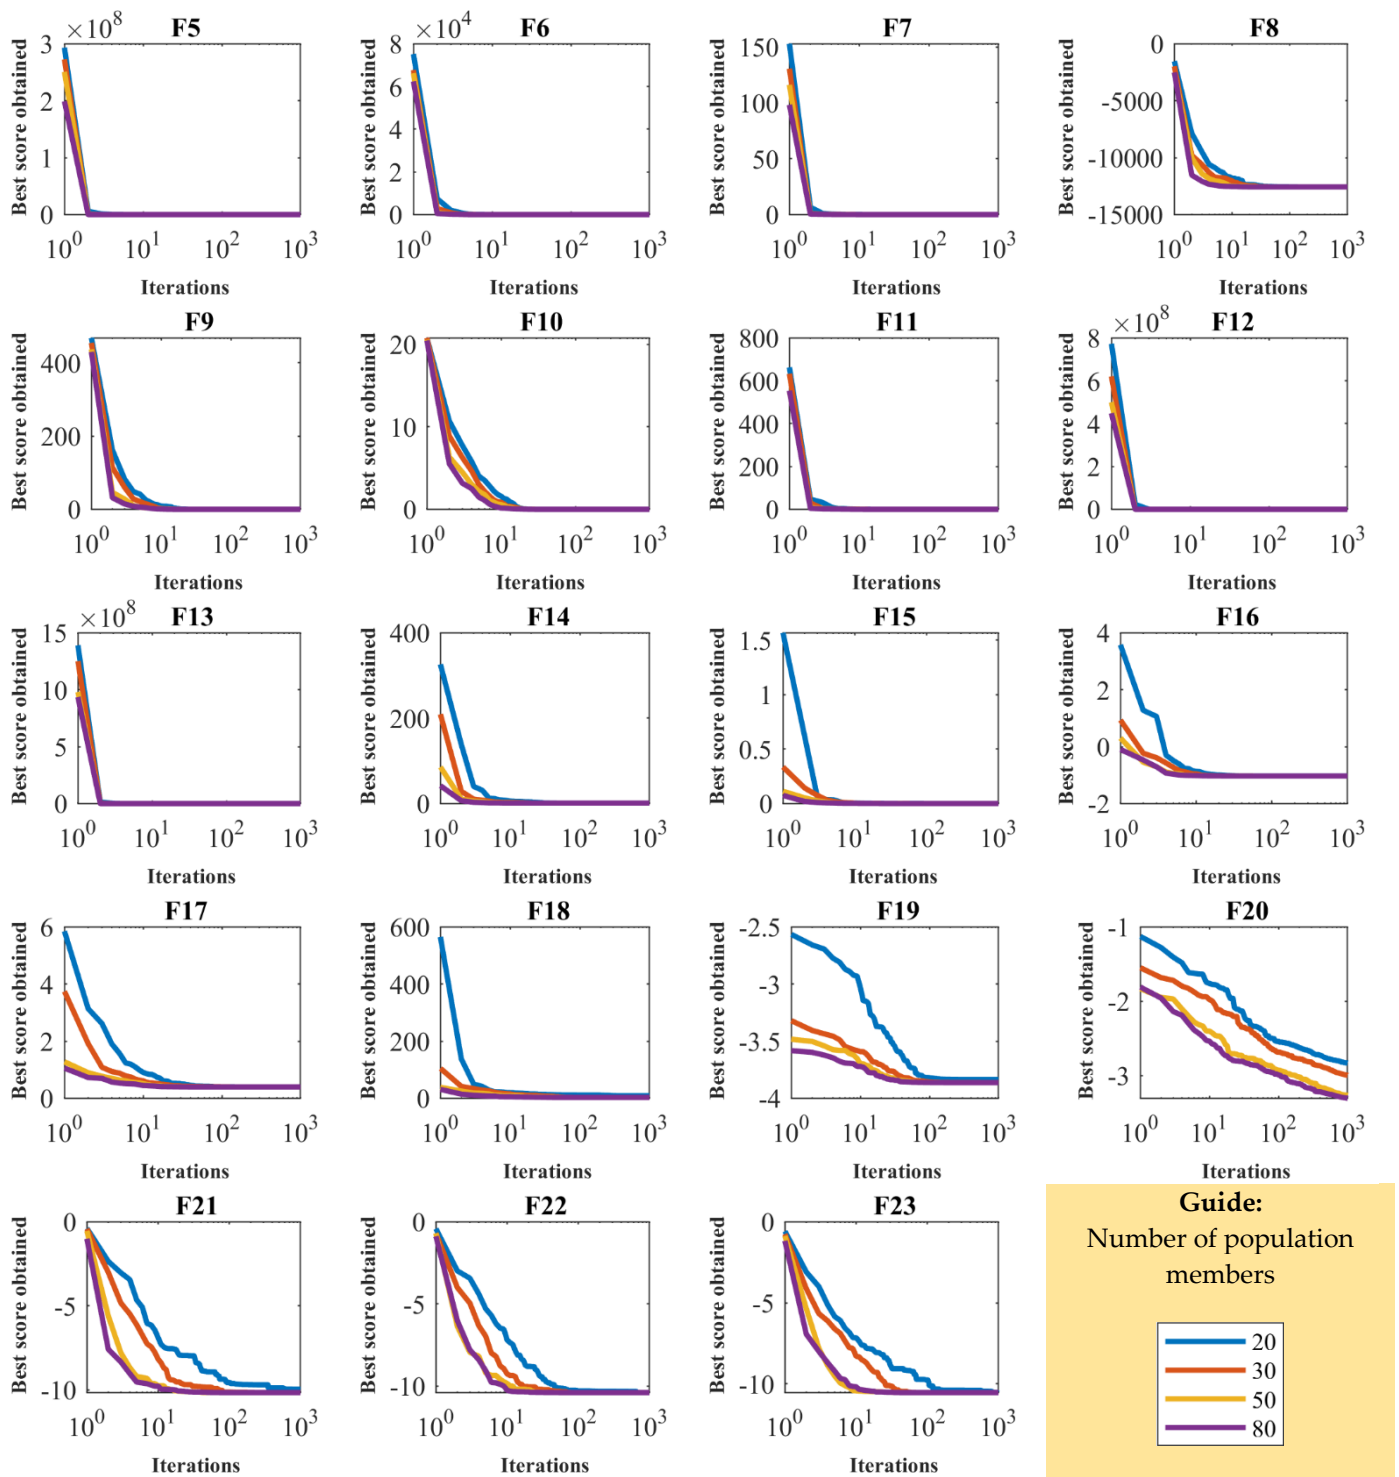 F5
×10^8
Best score obtained
3
2
1
0
10^0 10^1 10^2 10^3
Iterations
F6
×10^4
Best score obtained
8
6
4
2
0
10^0 10^1 10^2 10^3
Iterations
F7
Best score obtained
150
100
50
0
10^0 10^1 10^2 10^3
Iterations
F8
Best score obtained
0
-5000
-10000
-15000
10^0 10^1 10^2 10^3
Iterations
F9
Best score obtained
400
200
0
10^0 10^1 10^2 10^3
Iterations
F10
Best score obtained
20
10
0
10^0 10^1 10^2 10^3
Iterations
F11
Best score obtained
800
600
400
200
0
10^0 10^1 10^2 10^3
Iterations
F12
×10^8
Best score obtained
8
6
4
2
0
10^0 10^1 10^2 10^3
Iterations
F13
×10^8
Best score obtained
15
10
5
0
10^0 10^1 10^2 10^3
Iterations
F14
Best score obtained
400
200
0
10^0 10^1 10^2 10^3
Iterations
F15
Best score obtained
1.5
1
0.5
0
10^0 10^1 10^2 10^3
Iterations
F16
Best score obtained
4
2
0
-2
10^0 10^1 10^2 10^3
Iterations
F17
Best score obtained
6
4
2
0
10^0 10^1 10^2 10^3
Iterations
F18
Best score obtained
600
400
200
0
10^0 10^1 10^2 10^3
Iterations
F19
Best score obtained
-2.5
-3
-3.5
-4
10^0 10^1 10^2 10^3
Iterations
F20
Best score obtained
-1
-2
-3
10^0 10^1 10^2 10^3
Iterations
F21
Best score obtained
0
-5
-10
10^0 10^1 10^2 10^3
Iterations
F22
Best score obtained
0
-5
-10
10^0 10^1 10^2 10^3
Iterations
F23
Best score obtained
0
-5
-10
10^0 10^1 10^2 10^3
Iterations
Guide:
Number of population
members
20
30
50
80